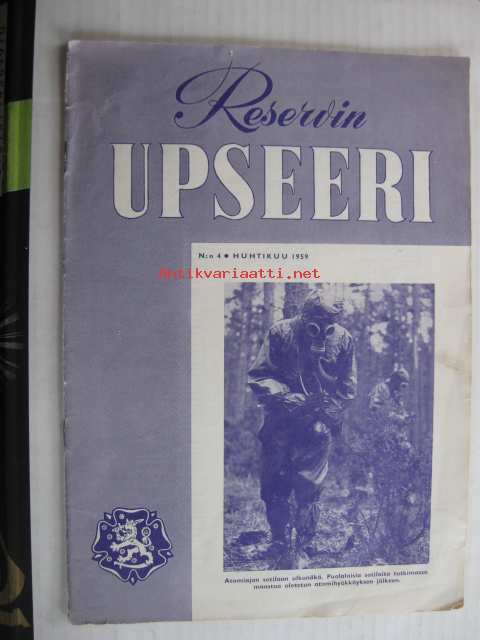 Reservin
UPSEERI
N:o 4 ● HUHTIKUU 1959
Antikvariaatti.net
Atomiajan sotilaan ulkonäkö. Puolalaisia sotilaita tutkimassa
maastoa oletetun atomihyökkäyksen jälkeen.